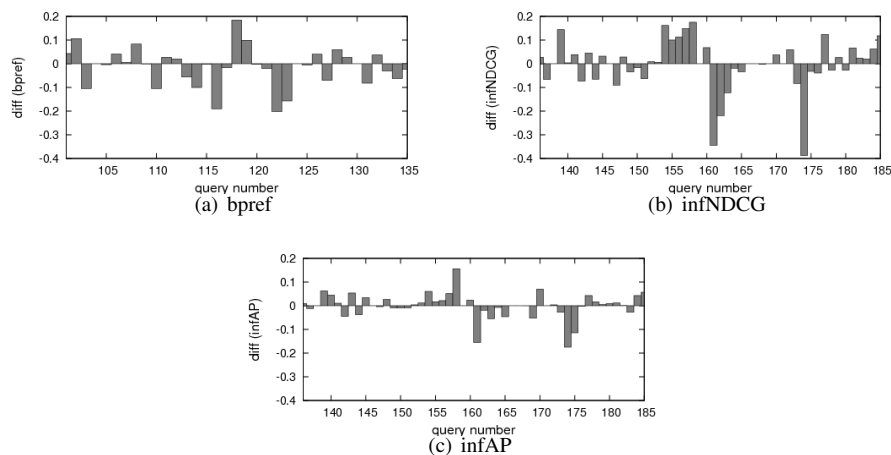 0.2
0.1
0
-0.1
-0.2
-0.3
-0.4
diff (bpref)
105 110 115 120 125 130 135
query number
(a) bpref
0.2
0.1
0
-0.1
-0.2
-0.3
-0.4
diff (infNDCG)
140 145 150 155 160 165 170 175 180 185
query number
(b) infNDCG
0.2
0.1
0
-0.1
-0.2
-0.3
-0.4
diff (infAP)
140 145 150 155 160 165 170 175 180 185
query number
(c) infAP